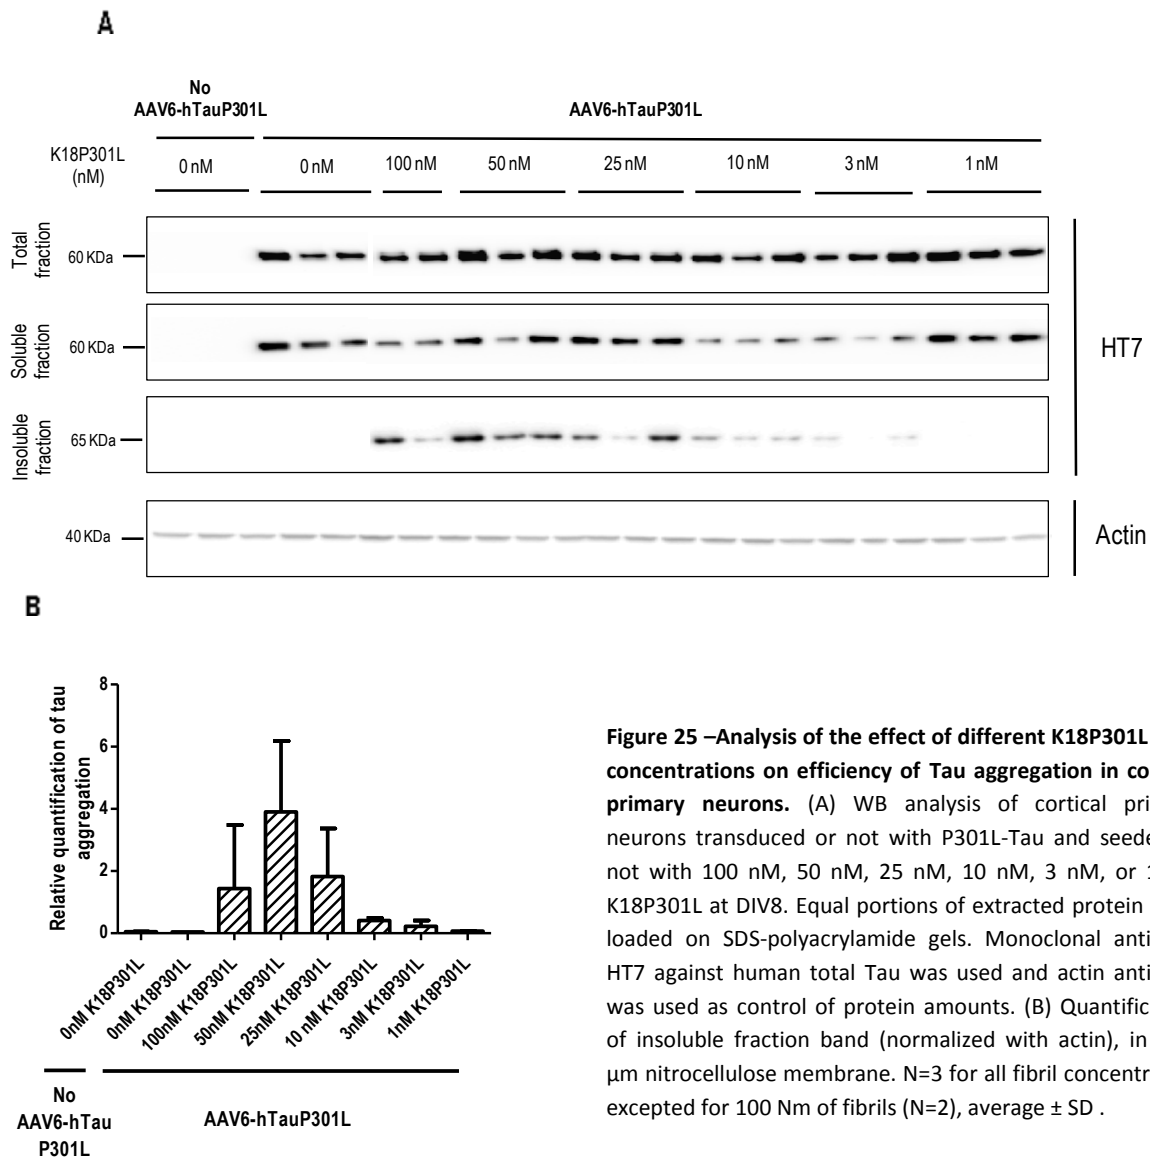 A
No
AAV6-hTauP301L
AAV6-hTauP301L
K18P301L
(nM)
0 nM
0 nM
100 nM
50 nM
25 nM
10 nM
3 nM
1 nM
Total
fraction
60 KDa
Soluble
fraction
60 KDa
Insoluble
fraction
65 KDa
HT7
40 KDa
Actin
B
Relative quantification of tau
aggregation
8
6
4
2
0
0nM K18P301L
0nM K18P301L
100nM K18P301L
50nM K18P301L
25nM K18P301L
10 nM K18P301L
3nM K18P301L
1nM K18P301L
No
AAV6-hTau
P301L
AAV6-hTauP301L
Figure 25 –Analysis of the effect of different K18P301L
concentrations on efficiency of Tau aggregation in co
primary neurons. (A) WB analysis of cortical pri
neurons transduced or not with P301L-Tau and seede
not with 100 nM, 50 nM, 25 nM, 10 nM, 3 nM, or 1
K18P301L at DIV8. Equal portions of extracted protein
loaded on SDS-polyacrylamide gels. Monoclonal anti
HT7 against human total Tau was used and actin anti
was used as control of protein amounts. (B) Quantific
of insoluble fraction band (normalized with actin), in
µm nitrocellulose membrane. N=3 for all fibril concentr
excepted for 100 Nm of fibrils (N=2), average ± SD .